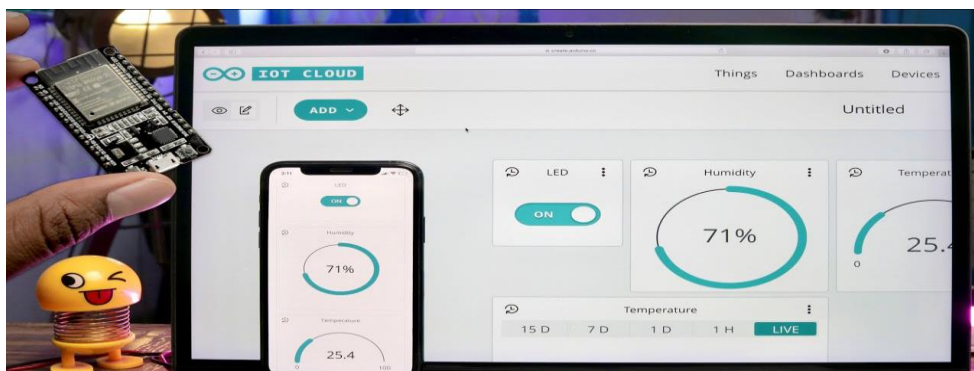 IOT CLOUD
Things Dashboards Devices
ADD
Untitled
LED
ON
Humidity
71%
Temperat
25.4
0
Temperature
15 D 7 D 1 D 1 H LIVE
LED
ON
Humidity
71%
Temperature
25.4
0 100